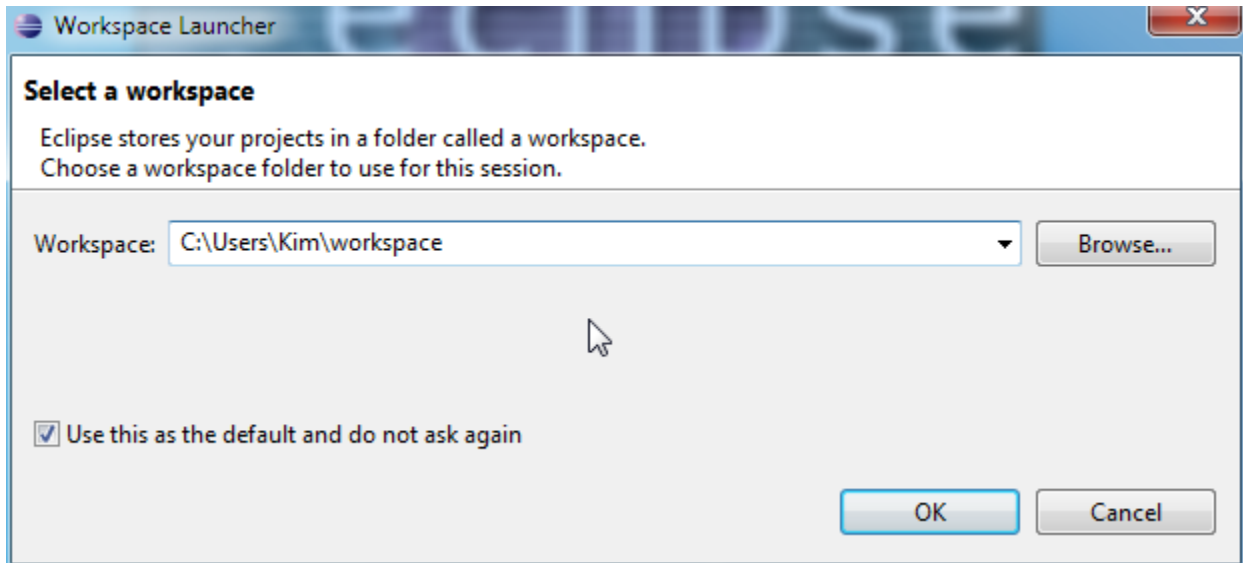 eclipse
Workspace Launcher
Select a workspace
Eclipse stores your projects in a folder called a workspace.
Choose a workspace folder to use for this session.
Workspace: C:\Users\Kim\workspace Browse...
Use this as the default and do not ask again
OK Cancel